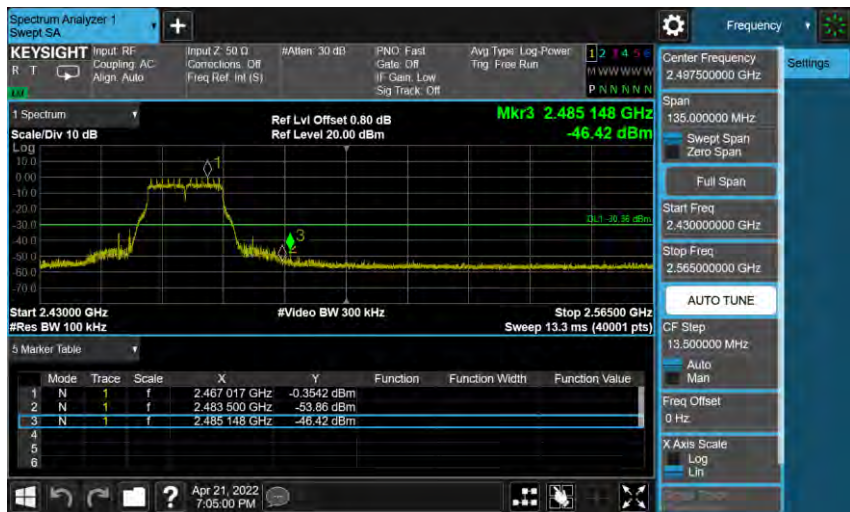 Spectrum Analyzer 1
Swept SA
Frequency
KEYSIGHT
R T
Input: RF
Coupling: AC
Align: Auto
Input Z: 50 Ω
Corrections: Off
Freq Ref: Int (S)
#Atten: 30 dB
PNO: Fast
Gate: Off
IF Gain: Low
Sig Track: Off
Avg Type: Log-Power
Trig: Free Run
1 2 3 4 5 6
M W W W W W
P N N N N N
1 Spectrum
Scale/Div 10 dB
Ref Lvl Offset 0.80 dB
Ref Level 20.00 dBm
Mkr3 2.485 148 GHz
-46.42 dBm
Log
10.0
0.00
-10.0
-20.0
-30.0
-40.0
-50.0
-60.0
-70.0
1
2
3
DL1 -30.36 dBm
Start 2.43000 GHz
#Res BW 100 kHz
#Video BW 300 kHz
Stop 2.56500 GHz
Sweep 13.3 ms (40001 pts)
5 Marker Table
Mode Trace Scale X Y Function Function Width Function Value
1 N 1 f 2.467 017 GHz -0.3542 dBm
2 N 1 f 2.483 500 GHz -53.86 dBm
3 N 1 f 2.485 148 GHz -46.42 dBm
4
5
6
?
Apr 21, 2022
7:05:00 PM
Center Frequency
2.497500000 GHz
Settings
Span
135.000000 MHz
Swept Span
Zero Span
Full Span
Start Freq
2.430000000 GHz
Stop Freq
2.565000000 GHz
AUTO TUNE
CF Step
13.500000 MHz
Auto
Man
Freq Offset
0 Hz
X Axis Scale
Log
Lin